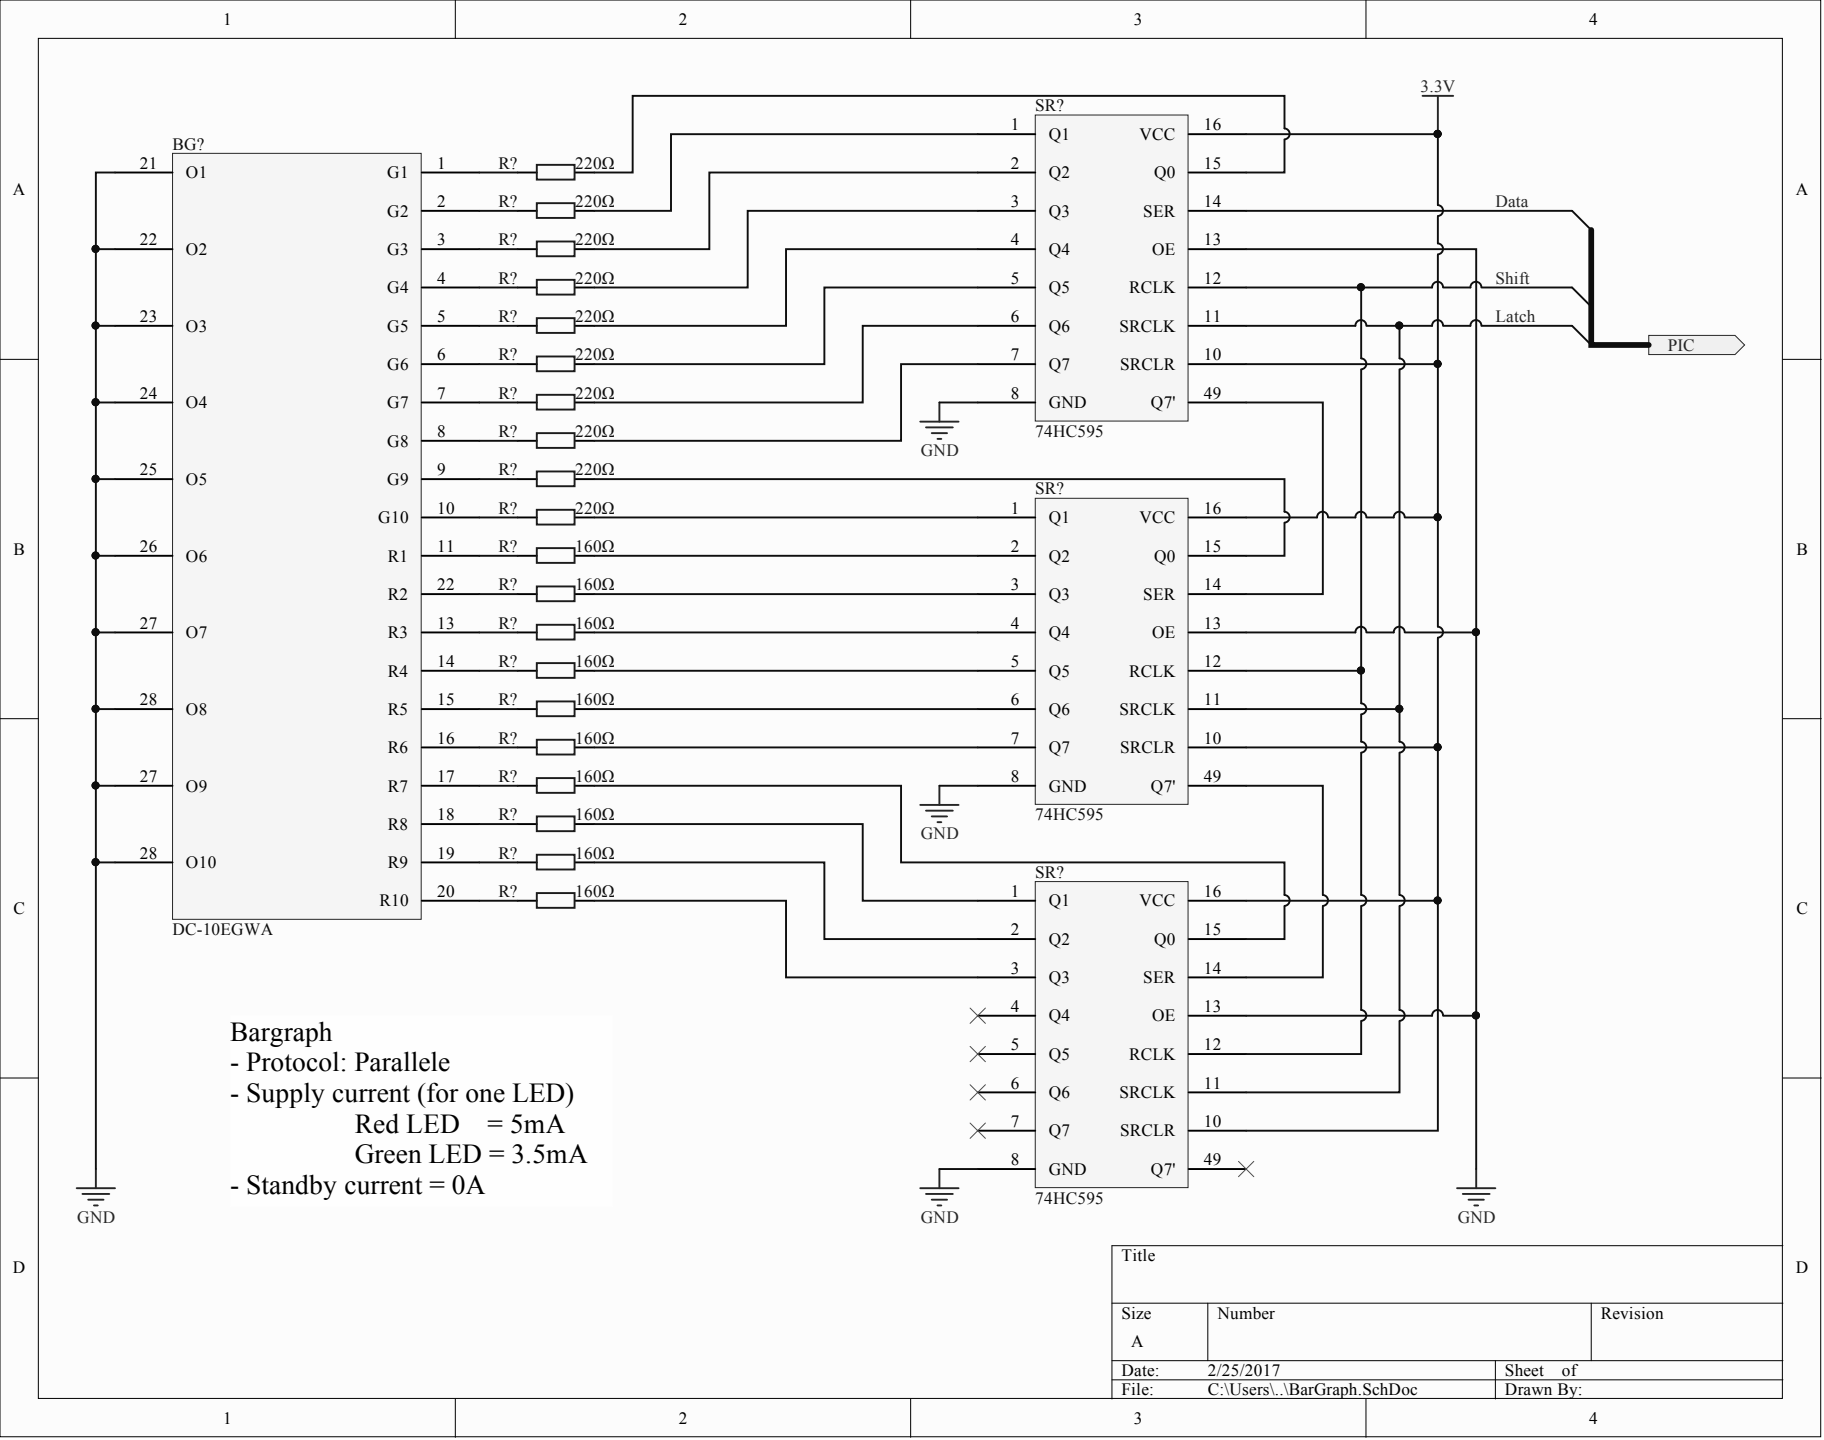 1 2 3 4
A A
B B
C C
D D
1 2 3 4
BG?
21 O1
22 O2
23 O3
24 O4
25 O5
26 O6
27 O7
28 O8
27 O9
28 O10
G1 1 R? 220Ω
G2 2 R? 220Ω
G3 3 R? 220Ω
G4 4 R? 220Ω
G5 5 R? 220Ω
G6 6 R? 220Ω
G7 7 R? 220Ω
G8 8 R? 220Ω
G9 9 R? 220Ω
G10 10 R? 220Ω
R1 11 R? 160Ω
R2 22 R? 160Ω
R3 13 R? 160Ω
R4 14 R? 160Ω
R5 15 R? 160Ω
R6 16 R? 160Ω
R7 17 R? 160Ω
R8 18 R? 160Ω
R9 19 R? 160Ω
R10 20 R? 160Ω
DC-10EGWA
GND
SR?
1 Q1 VCC 16
2 Q2 Q0 15
3 Q3 SER 14
4 Q4 OE 13
5 Q5 RCLK 12
6 Q6 SRCLK 11
7 Q7 SRCLR 10
8 GND Q7' 49
74HC595
GND
SR?
1 Q1 VCC 16
2 Q2 Q0 15
3 Q3 SER 14
4 Q4 OE 13
5 Q5 RCLK 12
6 Q6 SRCLK 11
7 Q7 SRCLR 10
8 GND Q7' 49
74HC595
GND
SR?
1 Q1 VCC 16
2 Q2 Q0 15
3 Q3 SER 14
4 Q4 OE 13
5 Q5 RCLK 12
6 Q6 SRCLK 11
7 Q7 SRCLR 10
8 GND Q7' 49
74HC595
GND
3.3V
Data
Shift
Latch
PIC
GND
Bargraph
- Protocol: Parallele
- Supply current (for one LED)
Red LED = 5mA
Green LED = 3.5mA
- Standby current = 0A
Title
Size Number Revision
A
Date: 2/25/2017 Sheet of
File: C:\Users\..\BarGraph.SchDoc Drawn By: